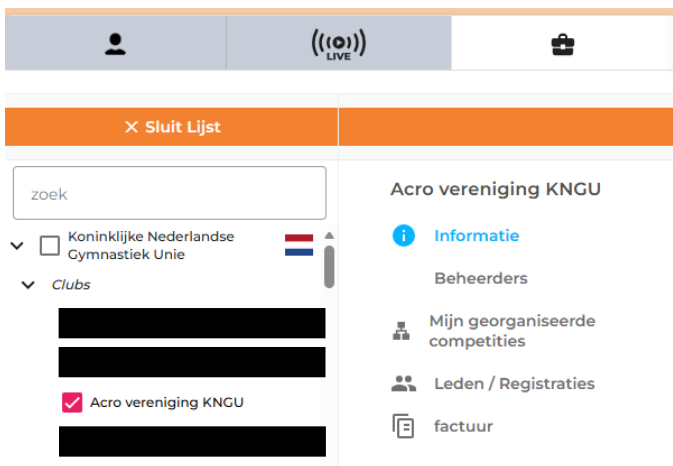 LIVE
Sluit Lijst
zoek
Koninklijke Nederlandse
Gymnastiek Unie
Clubs
Acro vereniging KNGU
Acro vereniging KNGU
Informatie
Beheerders
Mijn georganiseerde
competities
Leden / Registraties
factuur